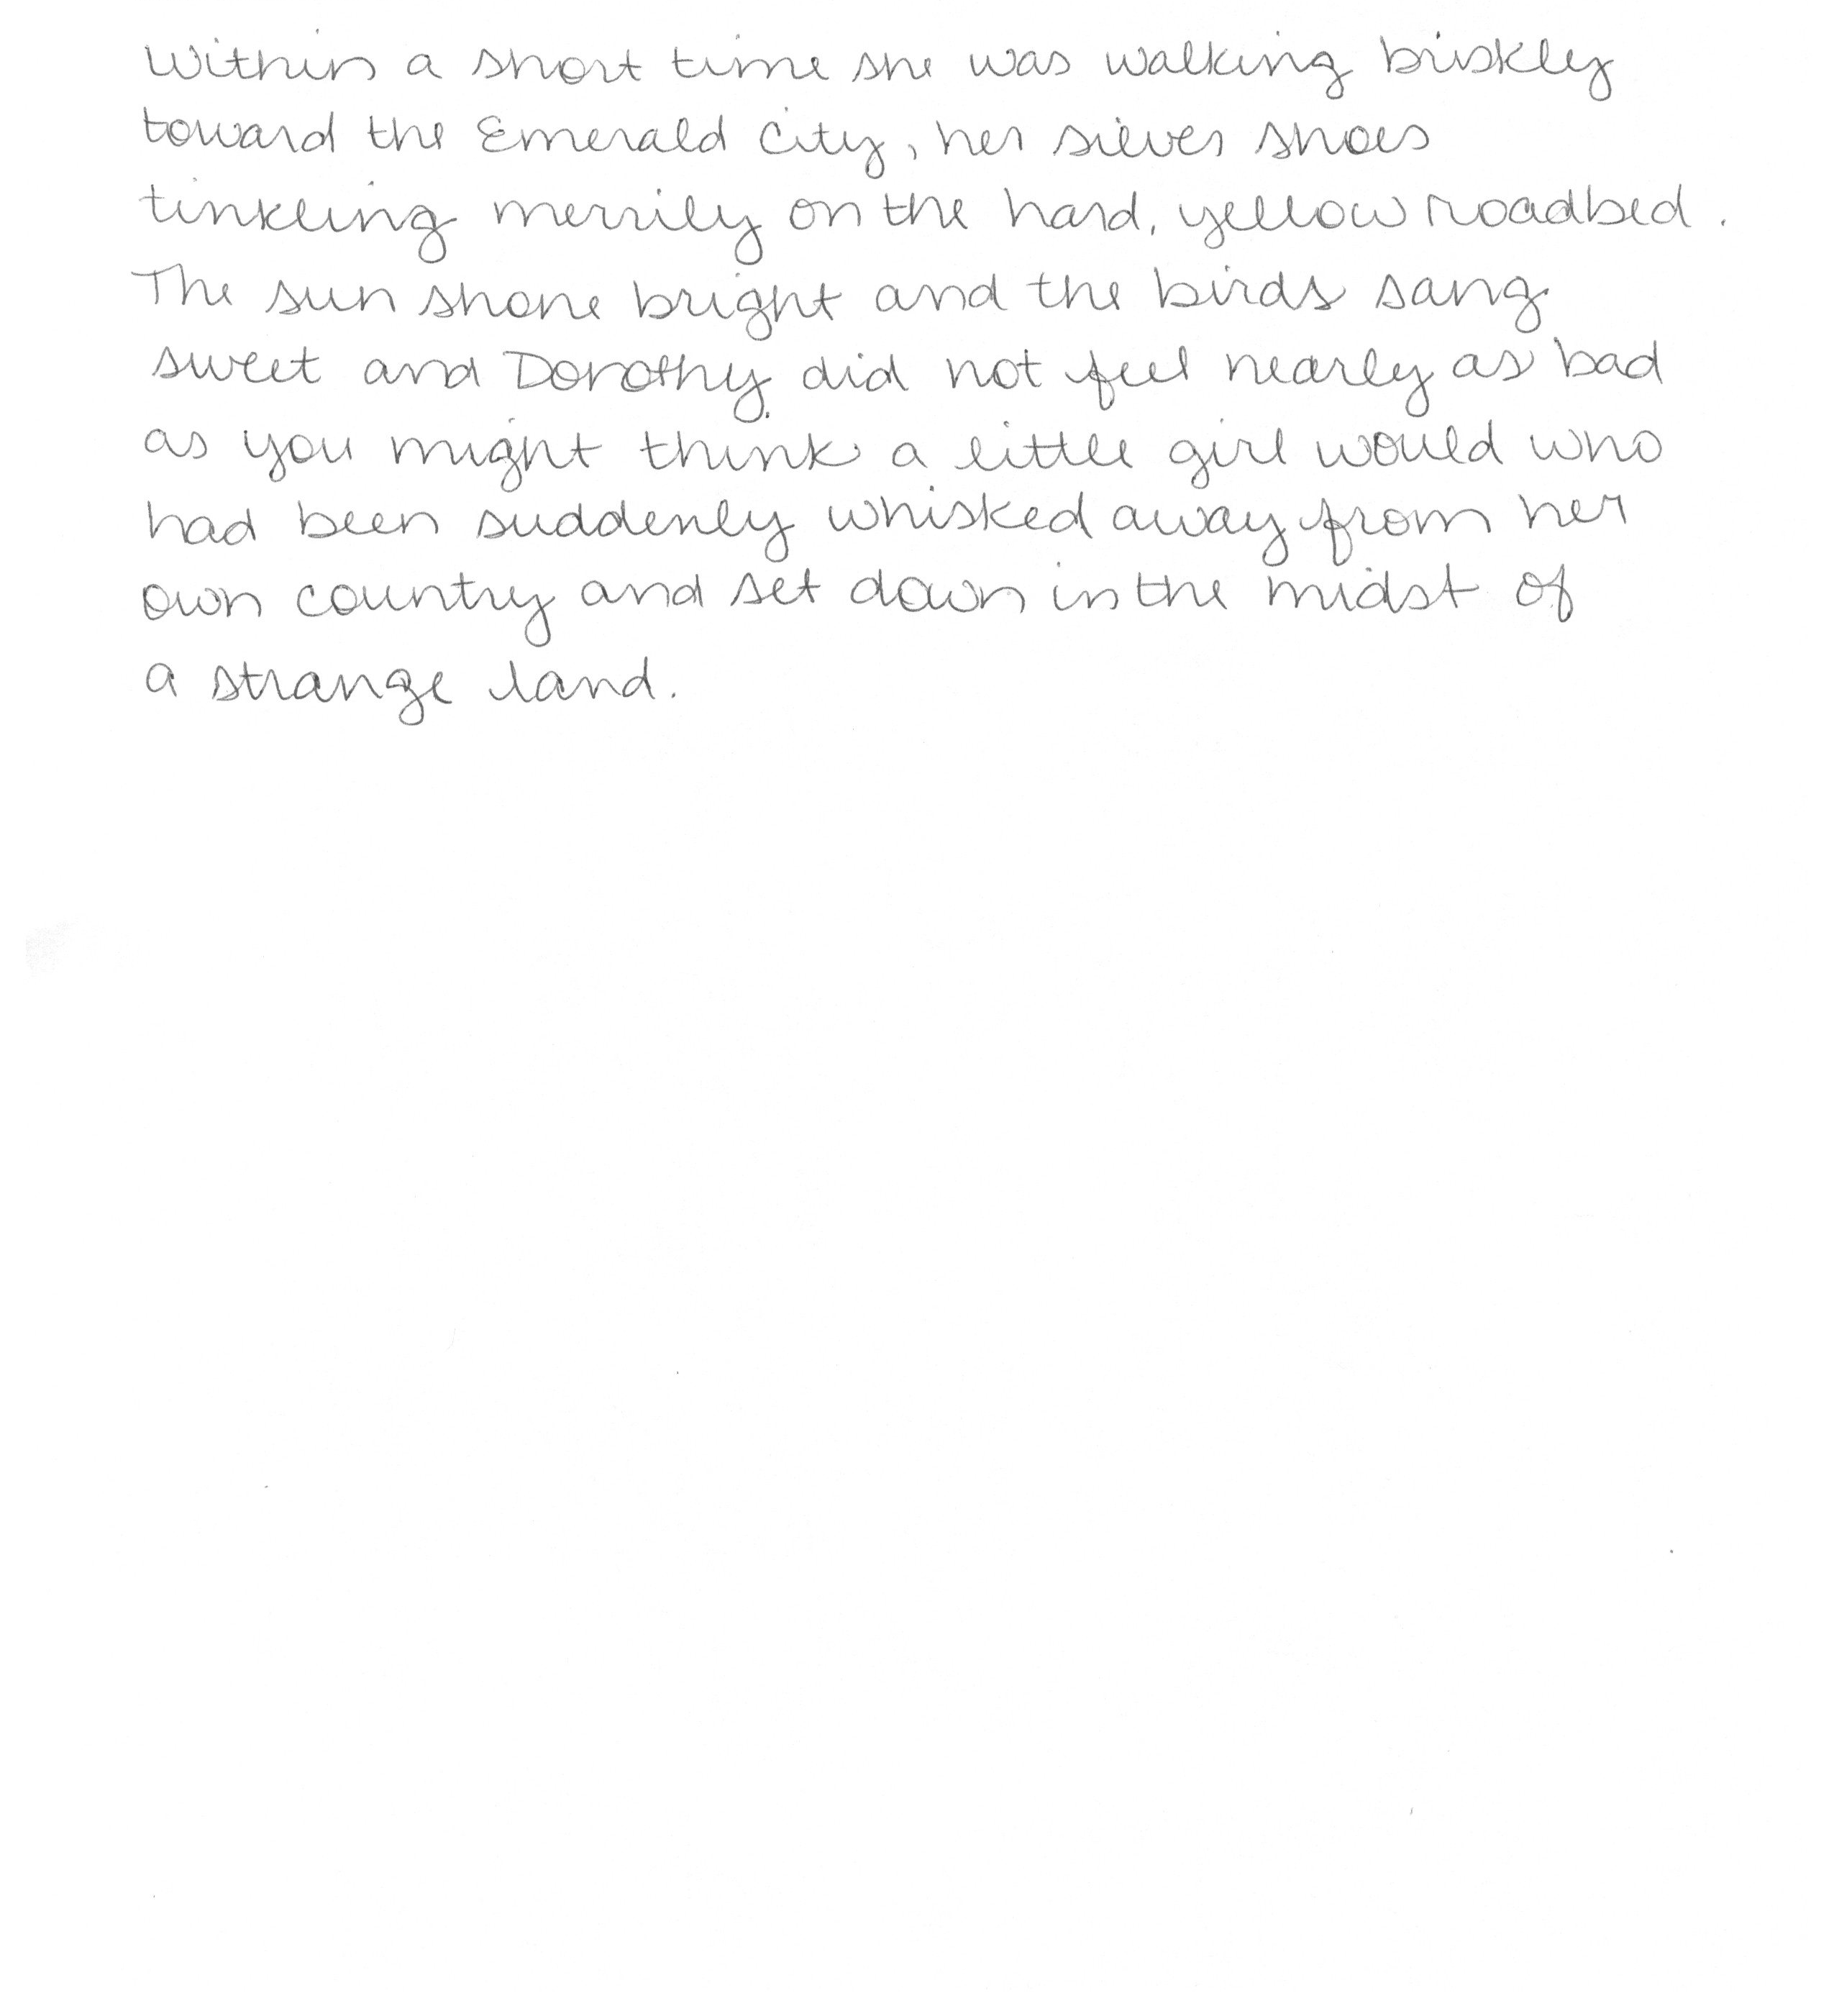 Within a short time she was walking briskly
toward the Emerald City, her silver shoes
tinkling merrily on the hard, yellow roadbed.
The sun shone bright and the birds sang
sweet and Dorothy did not feel nearly as bad
as you might think a little girl would who
had been suddenly whisked away from her
own country and set down in the midst of
a strange land.